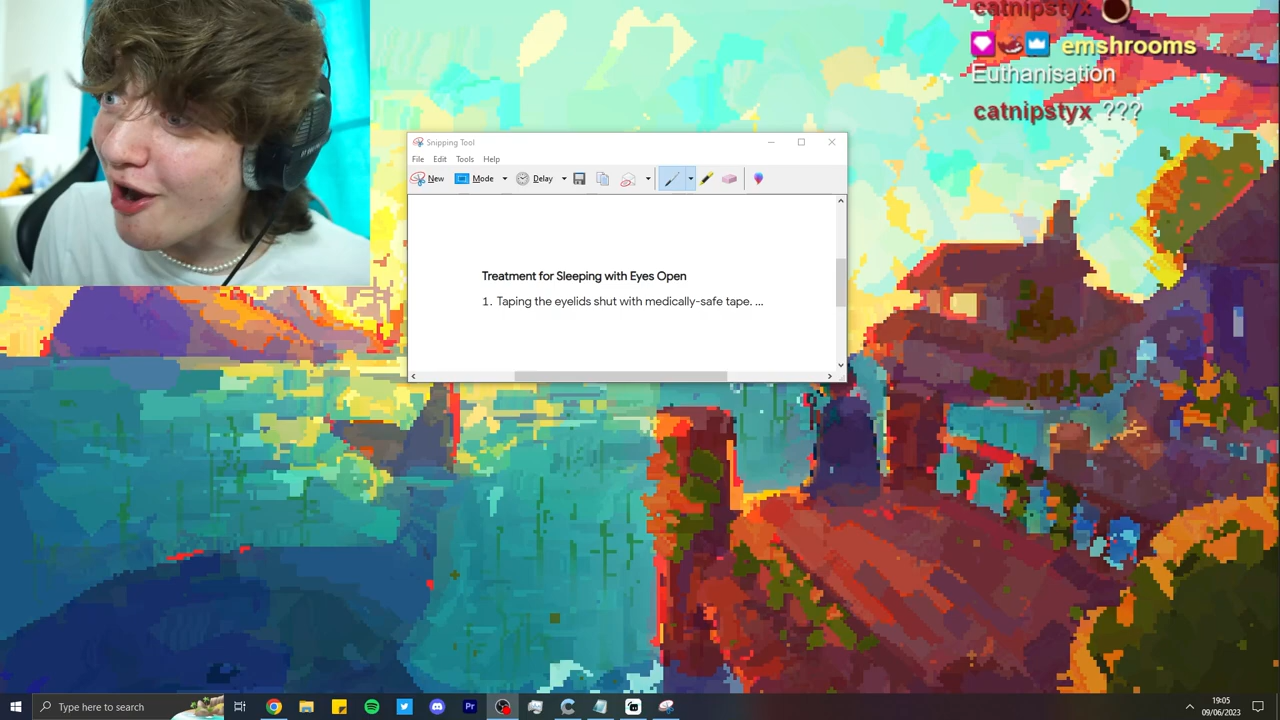 catnipstyx
emshrooms
Euthanisation
catnipstyx ???
Snipping Tool
File Edit Tools Help
New Mode Delay
Treatment for Sleeping with Eyes Open
1. Taping the eyelids shut with medically-safe tape. ...
Type here to search
Pr
19:05
09/06/2023